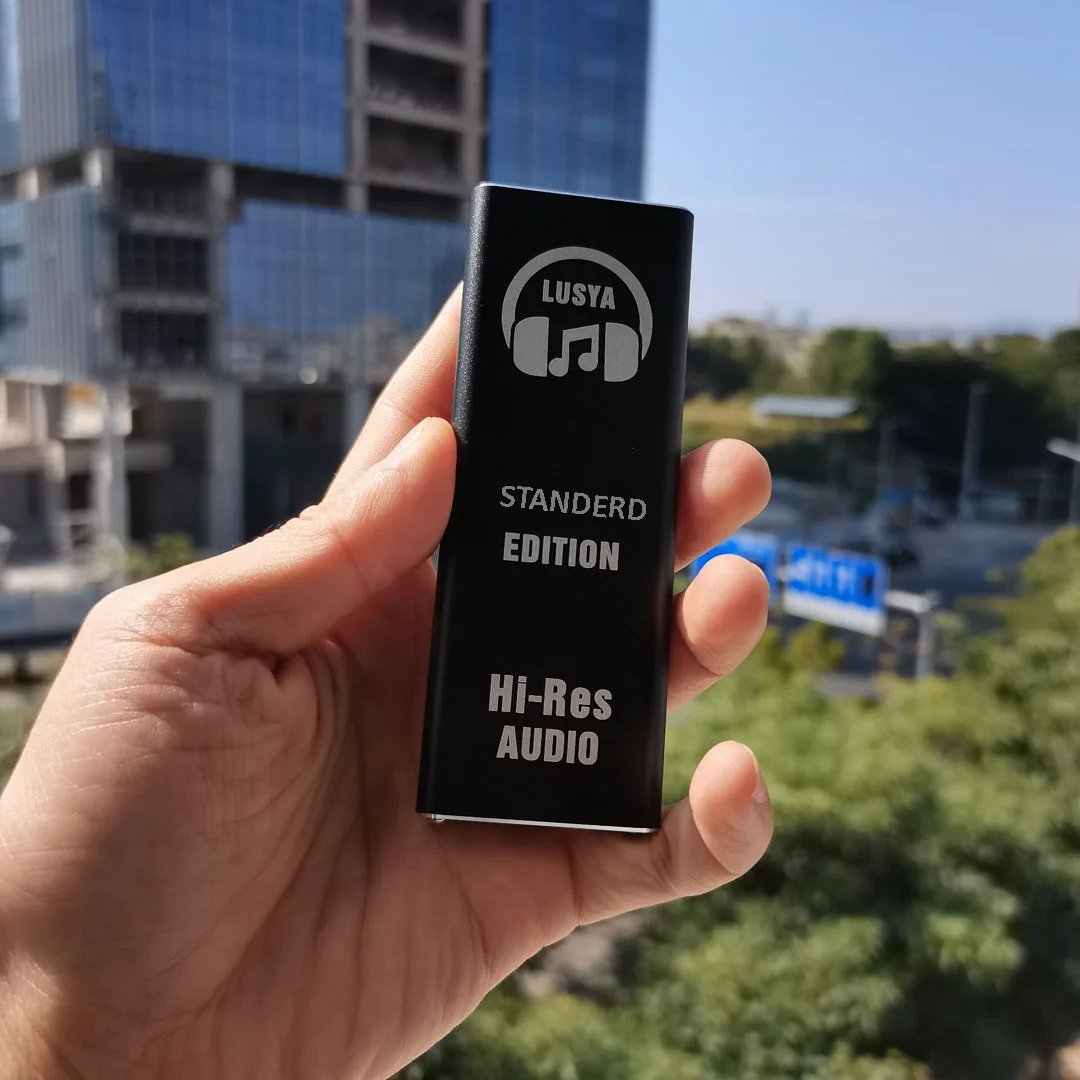 LUSYA
STANDERD
EDITION
Hi-Res
AUDIO